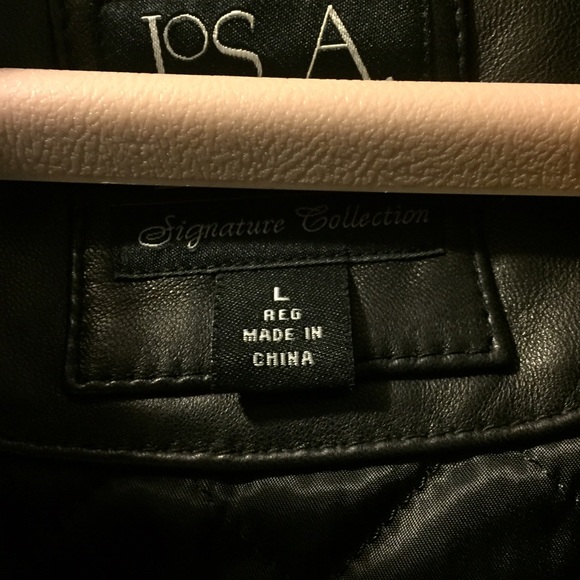 JoS. A.
Signature Collection
L
REG
MADE IN
CHINA